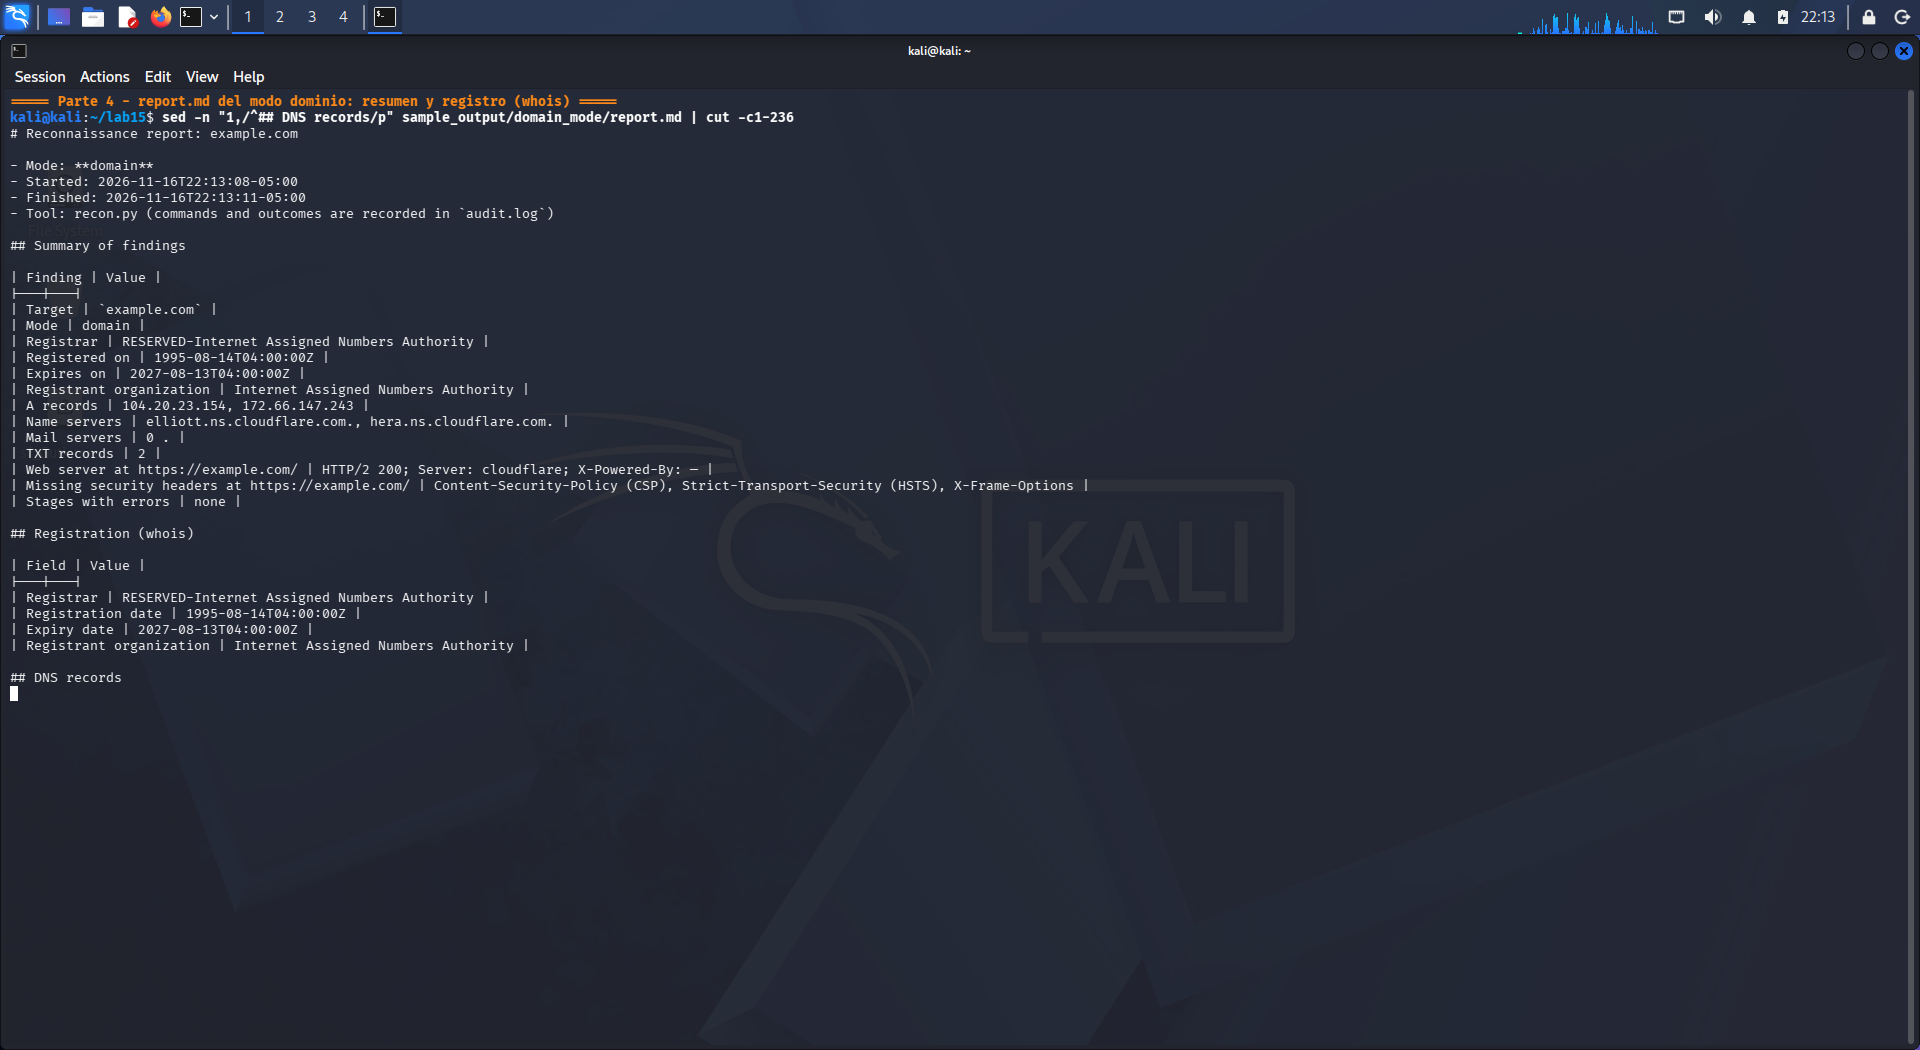 1 2 3 4 22:13
kali@kali: ~
Session Actions Edit View Help
===== Parte 4 - report.md del modo dominio: resumen y registro (whois) =====
kali@kali:~/lab15$ sed -n "1,/^## DNS records/p" sample_output/domain_mode/report.md | cut -c1-236
# Reconnaissance report: example.com
- Mode: **domain**
- Started: 2026-11-16T22:13:08-05:00
- Finished: 2026-11-16T22:13:11-05:00
- Tool: recon.py (commands and outcomes are recorded in `audit.log`)
File System
## Summary of findings
| Finding | Value |
|---|---|
| Target | `example.com` |
| Mode | domain |
| Registrar | RESERVED-Internet Assigned Numbers Authority |
| Registered on | 1995-08-14T04:00:00Z |
| Expires on | 2027-08-13T04:00:00Z |
| Registrant organization | Internet Assigned Numbers Authority |
| A records | 104.20.23.154, 172.66.147.243 |
| Name servers | elliott.ns.cloudflare.com., hera.ns.cloudflare.com. |
| Mail servers | 0 . |
| TXT records | 2 |
| Web server at https://example.com/ | HTTP/2 200; Server: cloudflare; X-Powered-By: — |
| Missing security headers at https://example.com/ | Content-Security-Policy (CSP), Strict-Transport-Security (HSTS), X-Frame-Options |
| Stages with errors | none |
## Registration (whois)
| Field | Value |
|---|---|
| Registrar | RESERVED-Internet Assigned Numbers Authority |
| Registration date | 1995-08-14T04:00:00Z |
| Expiry date | 2027-08-13T04:00:00Z |
| Registrant organization | Internet Assigned Numbers Authority |
## DNS records
KALI